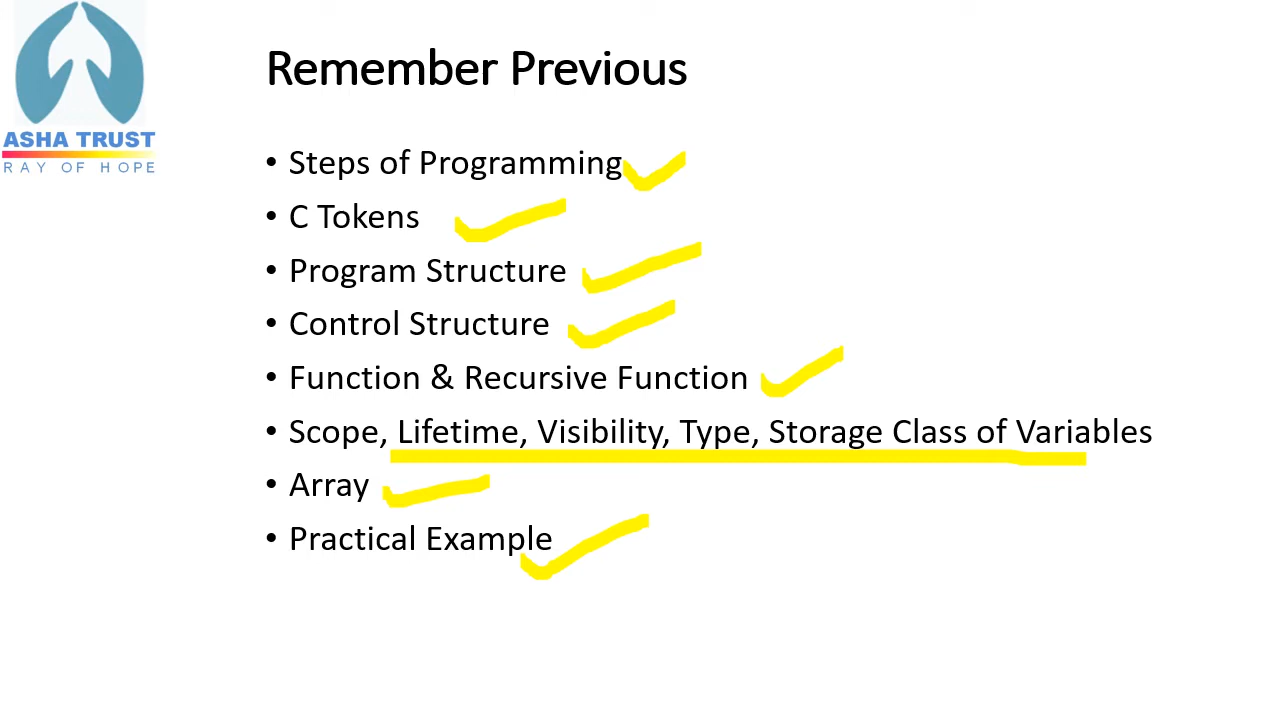 ASHA TRUST
RAY OF HOPE
Remember Previous
• Steps of Programming
• C Tokens
• Program Structure
• Control Structure
• Function & Recursive Function
• Scope, Lifetime, Visibility, Type, Storage Class of Variables
• Array
• Practical Example